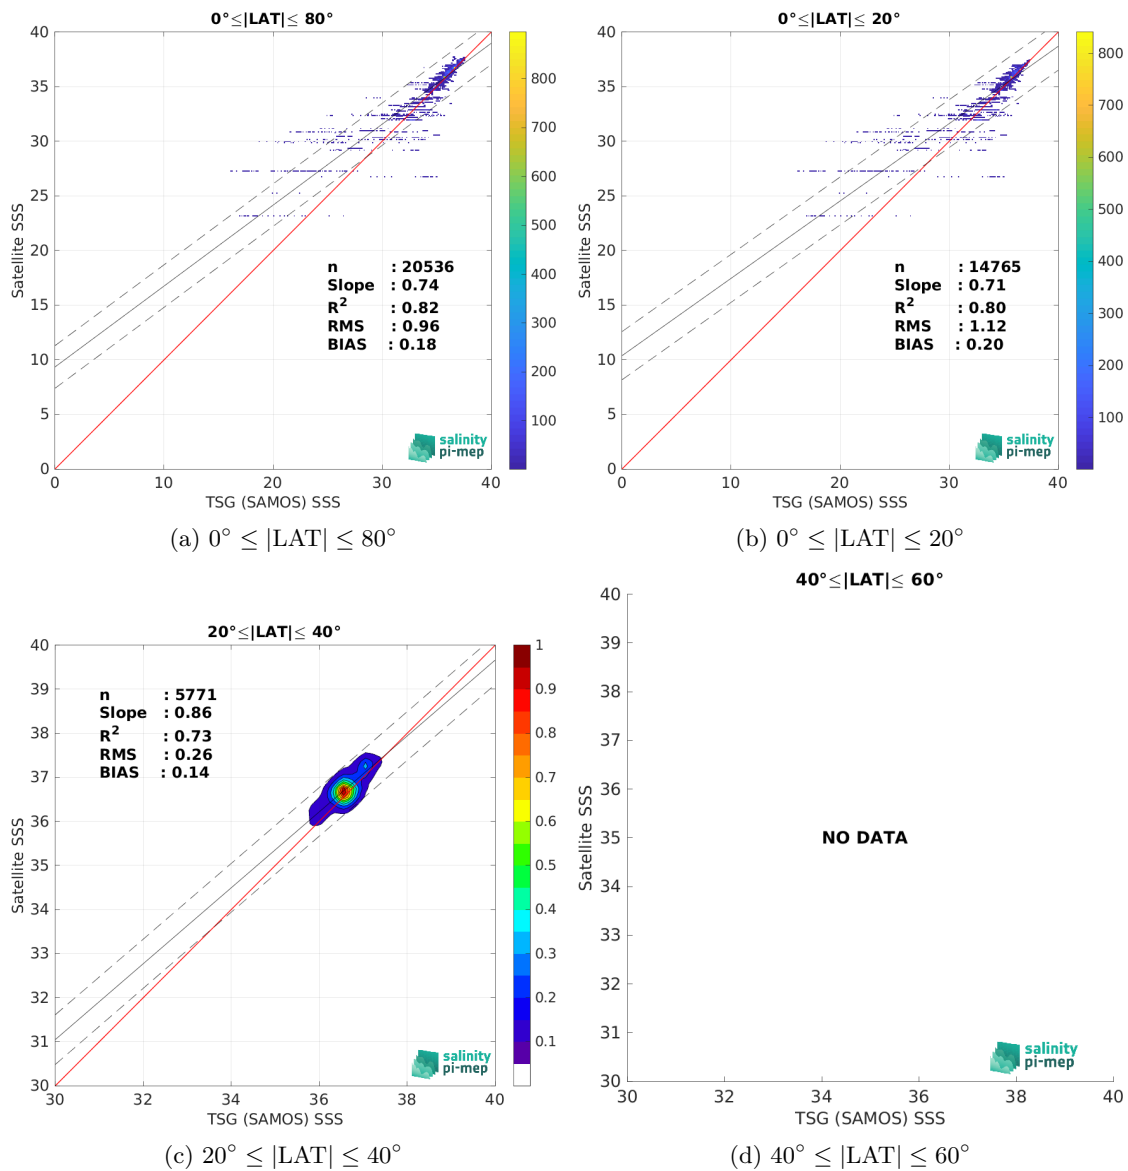 0°≤|LAT|≤ 80°
40
35
30
25
20
15
10
5
0
Satellite SSS
n : 20536
Slope : 0.74
R2 : 0.82
RMS : 0.96
BIAS : 0.18
salinity
pi-mep
0 10 20 30 40
TSG (SAMOS) SSS
800
700
600
500
400
300
200
100
(a) 0° ≤ |LAT| ≤ 80°
0°≤|LAT|≤ 20°
40
35
30
25
20
15
10
5
0
Satellite SSS
n : 14765
Slope : 0.71
R2 : 0.80
RMS : 1.12
BIAS : 0.20
salinity
pi-mep
0 10 20 30 40
TSG (SAMOS) SSS
800
700
600
500
400
300
200
100
(b) 0° ≤ |LAT| ≤ 20°
20°≤|LAT|≤ 40°
40
39
38
37
36
35
34
33
32
31
30
Satellite SSS
n : 5771
Slope : 0.86
R2 : 0.73
RMS : 0.26
BIAS : 0.14
salinity
pi-mep
30 32 34 36 38 40
TSG (SAMOS) SSS
1
0.9
0.8
0.7
0.6
0.5
0.4
0.3
0.2
0.1
(c) 20° ≤ |LAT| ≤ 40°
40°≤|LAT|≤ 60°
40
39
38
37
36
35
34
33
32
31
30
Satellite SSS
NO DATA
salinity
pi-mep
30 32 34 36 38 40
TSG (SAMOS) SSS
(d) 40° ≤ |LAT| ≤ 60°